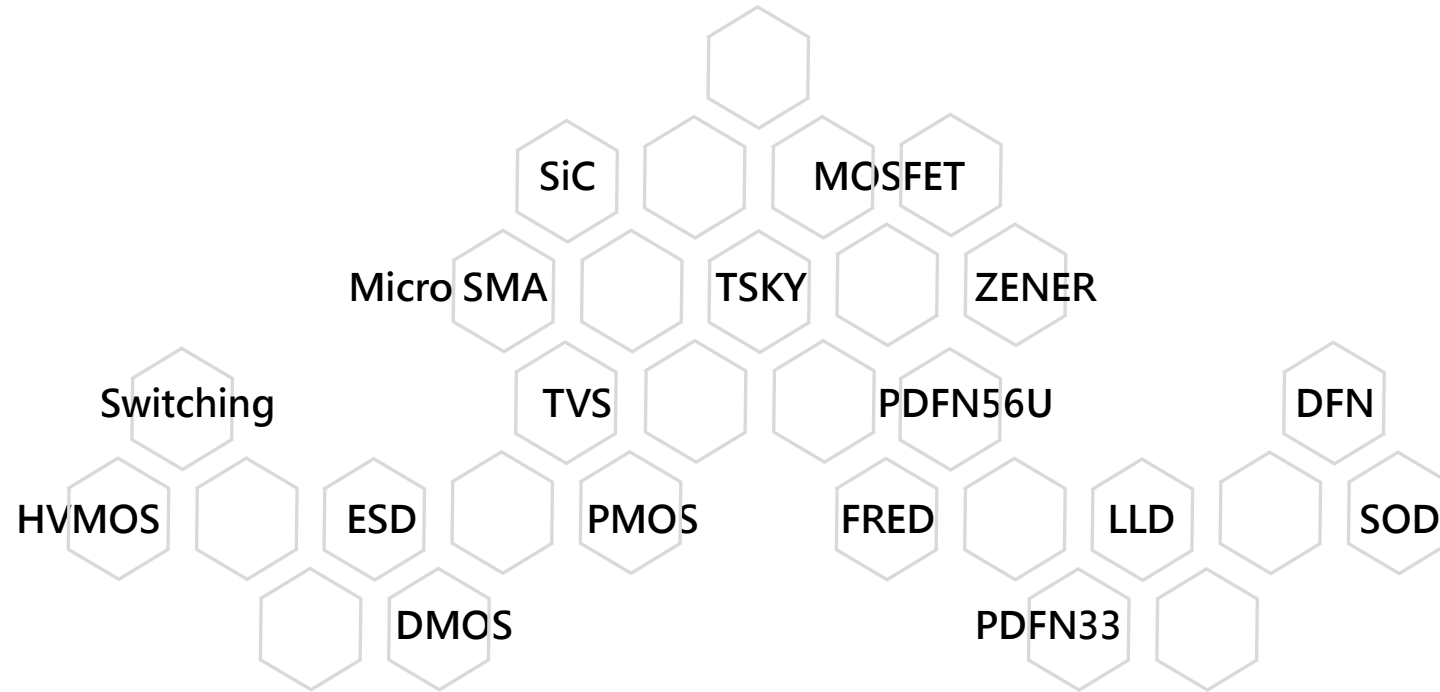 SiC MOSFET
Micro SMA TSKY ZENER
Switching TVS PDFN56U DFN
HVMOS ESD PMOS FRED LLD SOD
DMOS PDFN33